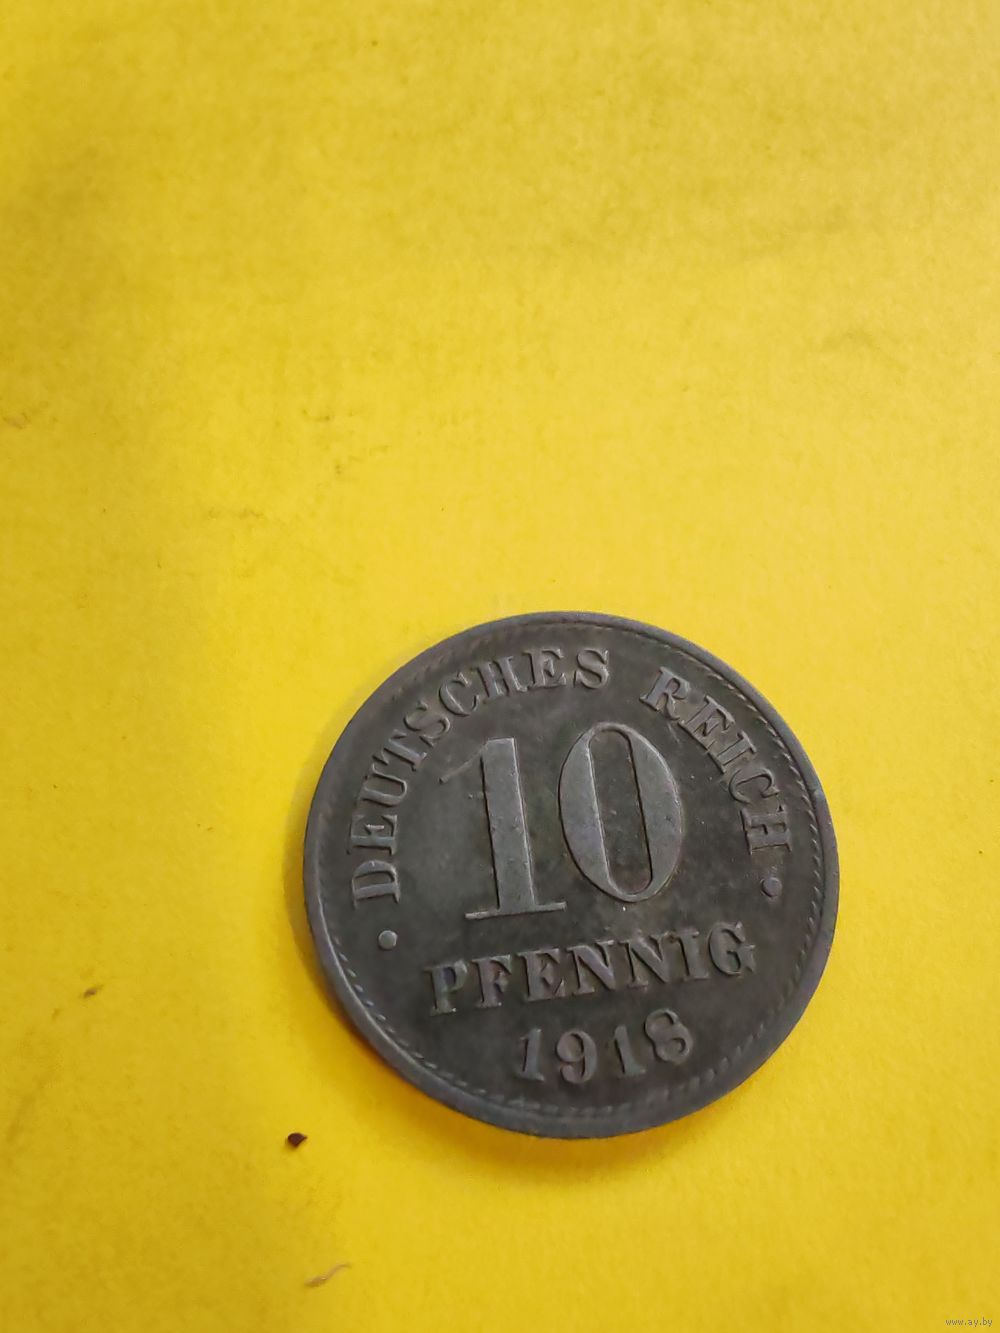 DEUTSCHES REICH
10
PFENNIG
1918
www.ay.by